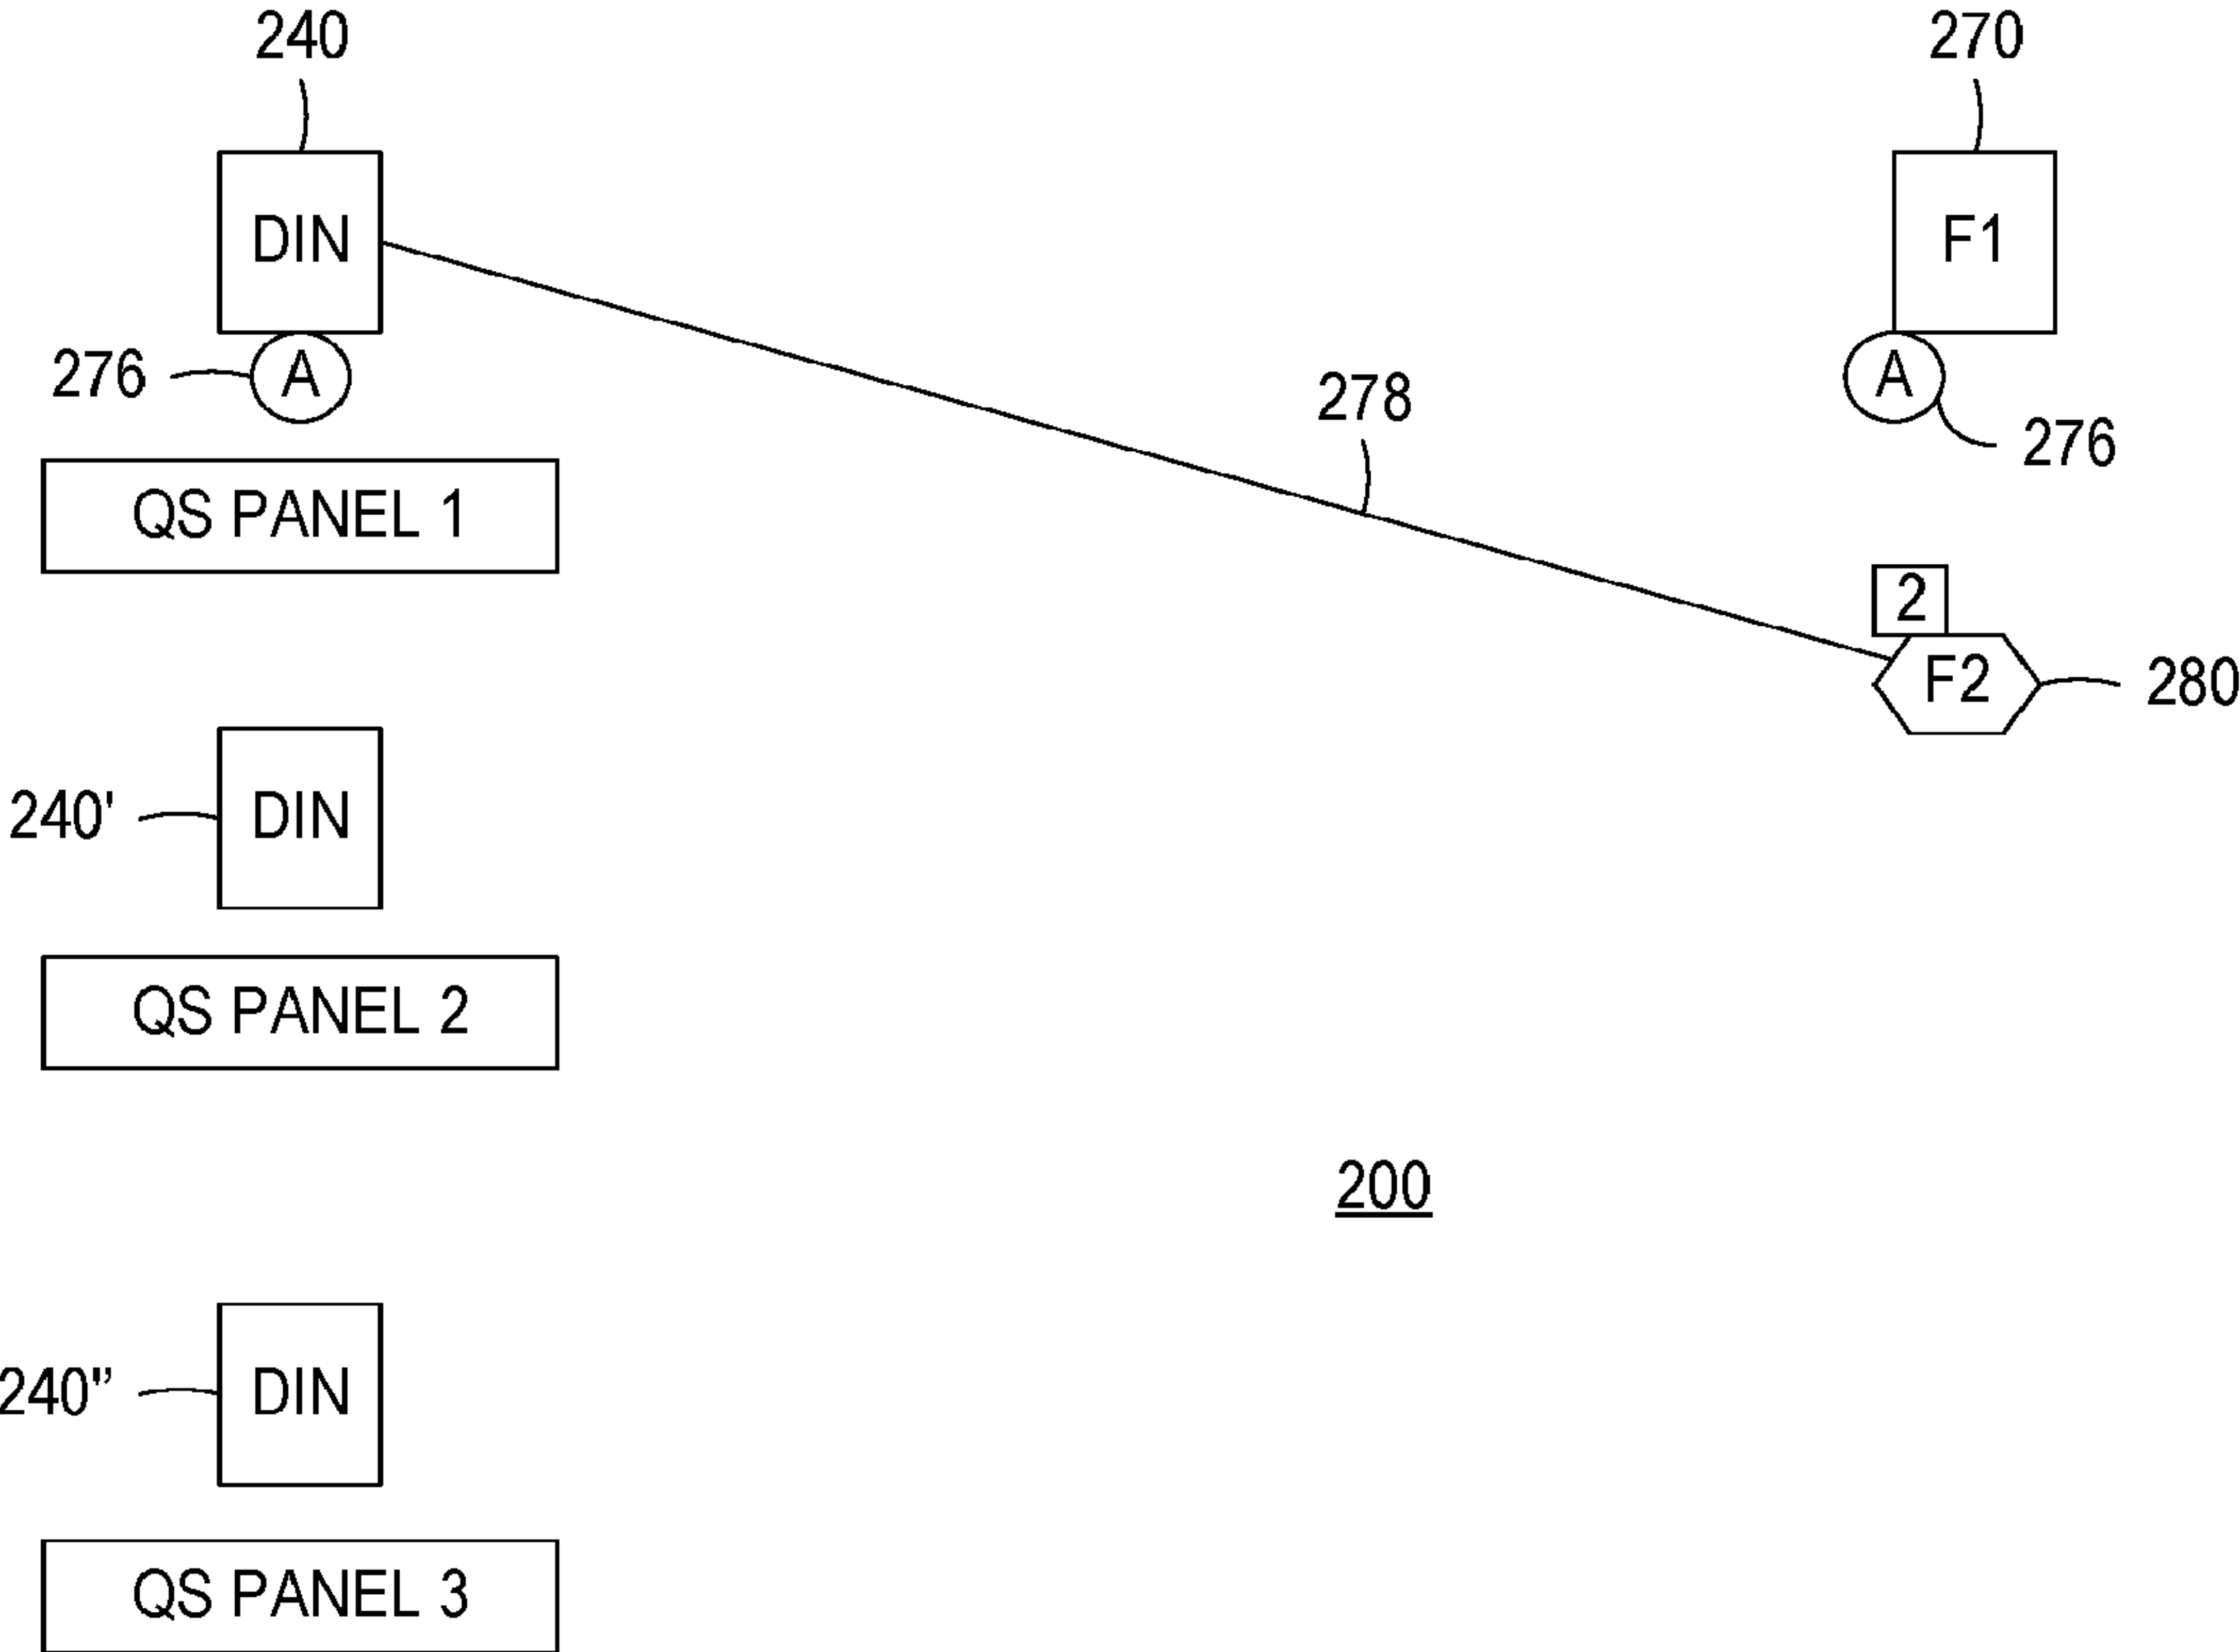 240
270
DIN
F1
276
A
278
A
276
QS PANEL 1
2
F2
280
240'
DIN
QS PANEL 2
200
240"
DIN
QS PANEL 3